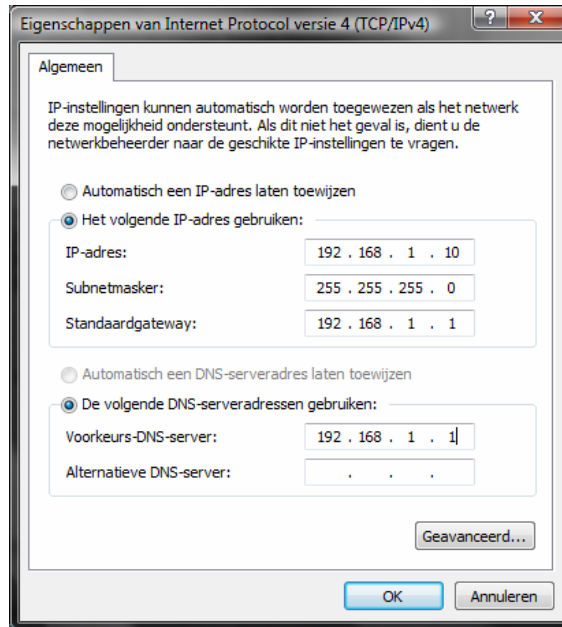 Eigenschappen van Internet Protocol versie 4 (TCP/IPv4)
?
X
Algemeen
IP-instellingen kunnen automatisch worden toegewezen als het netwerk
deze mogelijkheid ondersteunt. Als dit niet het geval is, dient u de
netwerkbeheerder naar de geschikte IP-instellingen te vragen.
Automatisch een IP-adres laten toewijzen
Het volgende IP-adres gebruiken:
IP-adres: 192 . 168 . 1 . 10
Subnetmasker: 255 . 255 . 255 . 0
Standaardgateway: 192 . 168 . 1 . 1
Automatisch een DNS-serveradres laten toewijzen
De volgende DNS-serveradressen gebruiken:
Voorkeurs-DNS-server: 192 . 168 . 1 . 1
Alternatieve DNS-server: . . .
Geavanceerd...
OK Annuleren